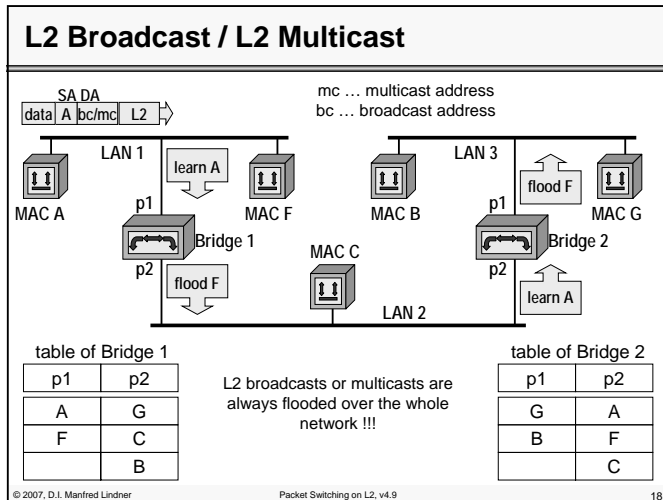 L2 Broadcast / L2 Multicast
SA DA
data A bc/mc L2
mc … multicast address
bc … broadcast address
LAN 1
LAN 3
learn A
flood F
MAC A
p1
MAC F
MAC B
p1
MAC G
Bridge 1
Bridge 2
p2
MAC C
p2
flood F
learn A
LAN 2
table of Bridge 1
table of Bridge 2
p1 p2
L2 broadcasts or multicasts are
always flooded over the whole
network !!!
p1 p2
A G
G A
F C
B F
B
C
© 2007, D.I. Manfred Lindner
Packet Switching on L2, v4.9
18